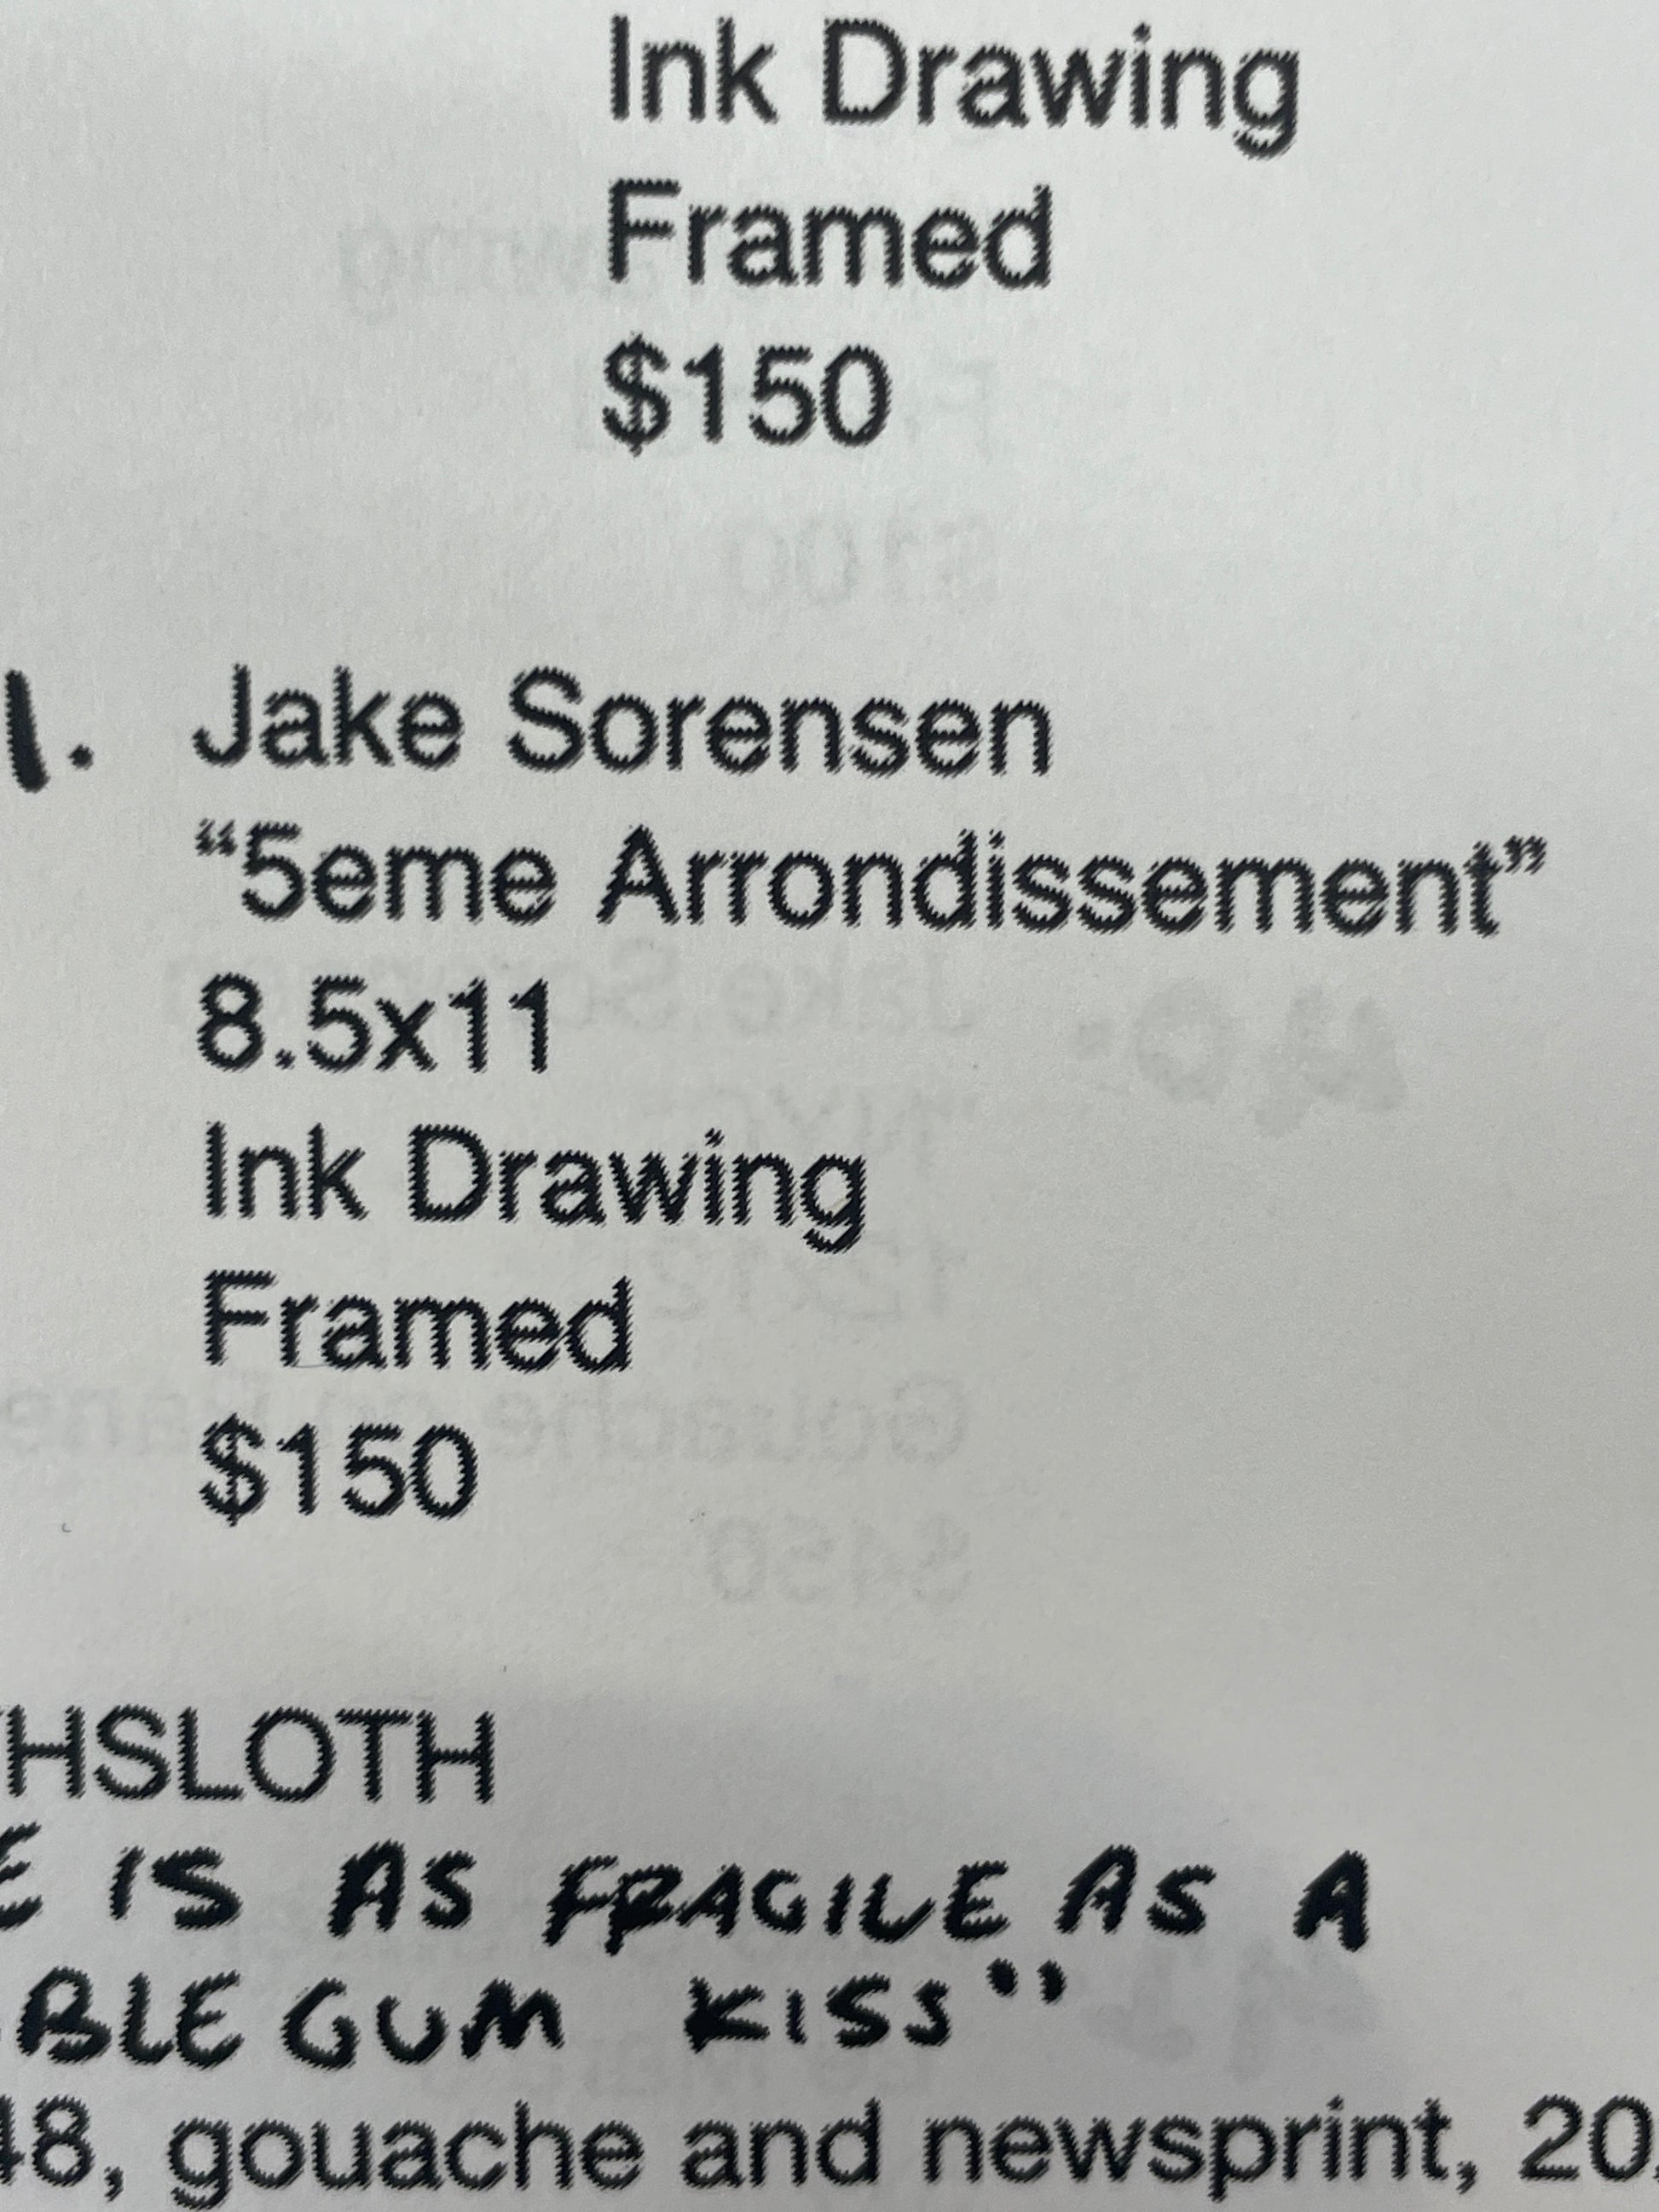 Ink Drawing
Framed
$150
1. Jake Sorensen
“5eme Arrondissement”
8.5x11
Ink Drawing
Framed
$150
HSLOTH
E IS AS FRAGILE AS A
BLE GUM KISS"
48, gouache and newsprint, 20